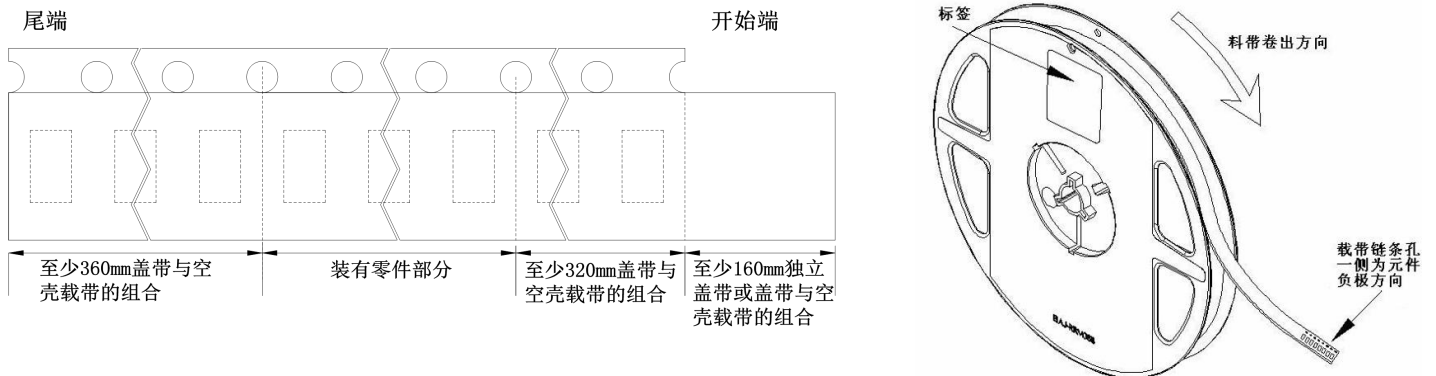 尾端
开始端
至少360mm盖带与空
壳载带的组合
装有零件部分
至少320mm盖带与
空壳载带的组合
至少160mm独立
盖带或盖带与空
壳载带的组合
标签
料带卷出方向
载带链条孔
一侧为元件
负极方向